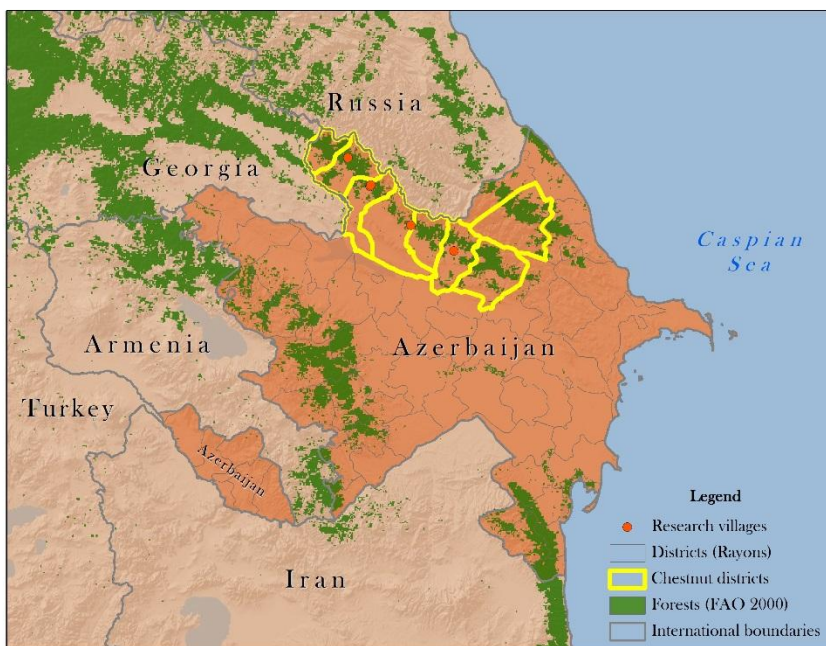 Russia
Georgia
Caspian
Sea
Armenia
Azerbaijan
Turkey
Azerbaijan
Iran
Legend
Research villages
Districts (Rayons)
Chestnut districts
Forests (FAO 2000)
International boundaries